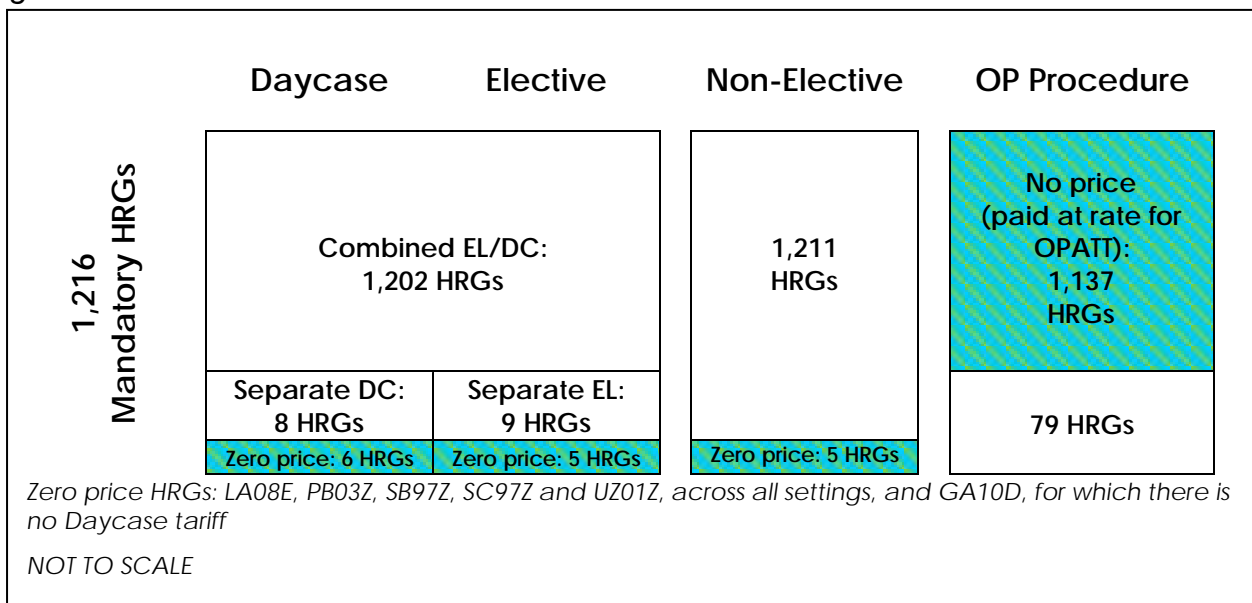 Daycase Elective Non-Elective OP Procedure
1,216
Mandatory HRGs
Combined EL/DC:
1,202 HRGs
1,211
HRGs
No price
(paid at rate for
OPATT):
1,137
HRGs
Separate DC:
8 HRGs
Separate EL:
9 HRGs
79 HRGs
Zero price: 6 HRGs
Zero price: 5 HRGs
Zero price: 5 HRGs
Zero price HRGs: LA08E, PB03Z, SB97Z, SC97Z and UZ01Z, across all settings, and GA10D, for which there is
no Daycase tariff
NOT TO SCALE